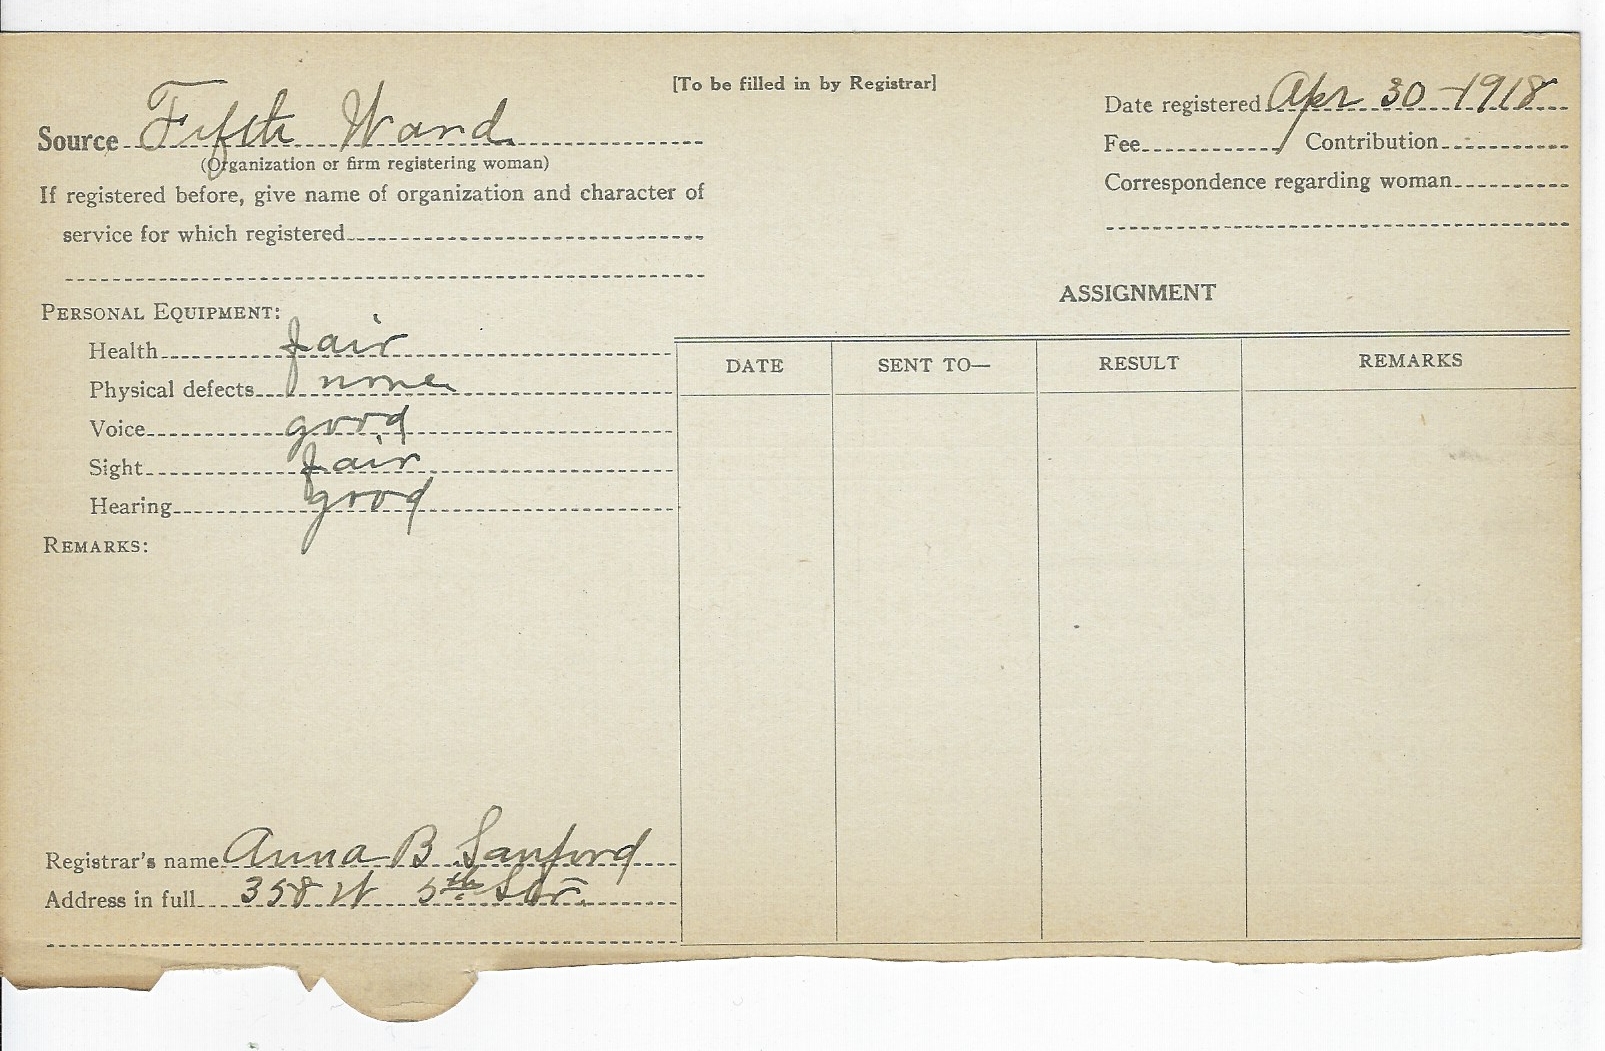 [To be filled in by Registrar]
Source Fifth Ward
(Organization or firm registering woman)
If registered before, give name of organization and character of
service for which registered
Date registered Apr 30-1918
Fee Contribution
Correspondence regarding woman
PERSONAL EQUIPMENT:
Health fair
Physical defects none
Voice good
Sight fair
Hearing good
REMARKS:
Registrar's name Anna B Sanford
Address in full 358 W 5th Str.
ASSIGNMENT
DATE SENT TO— RESULT REMARKS